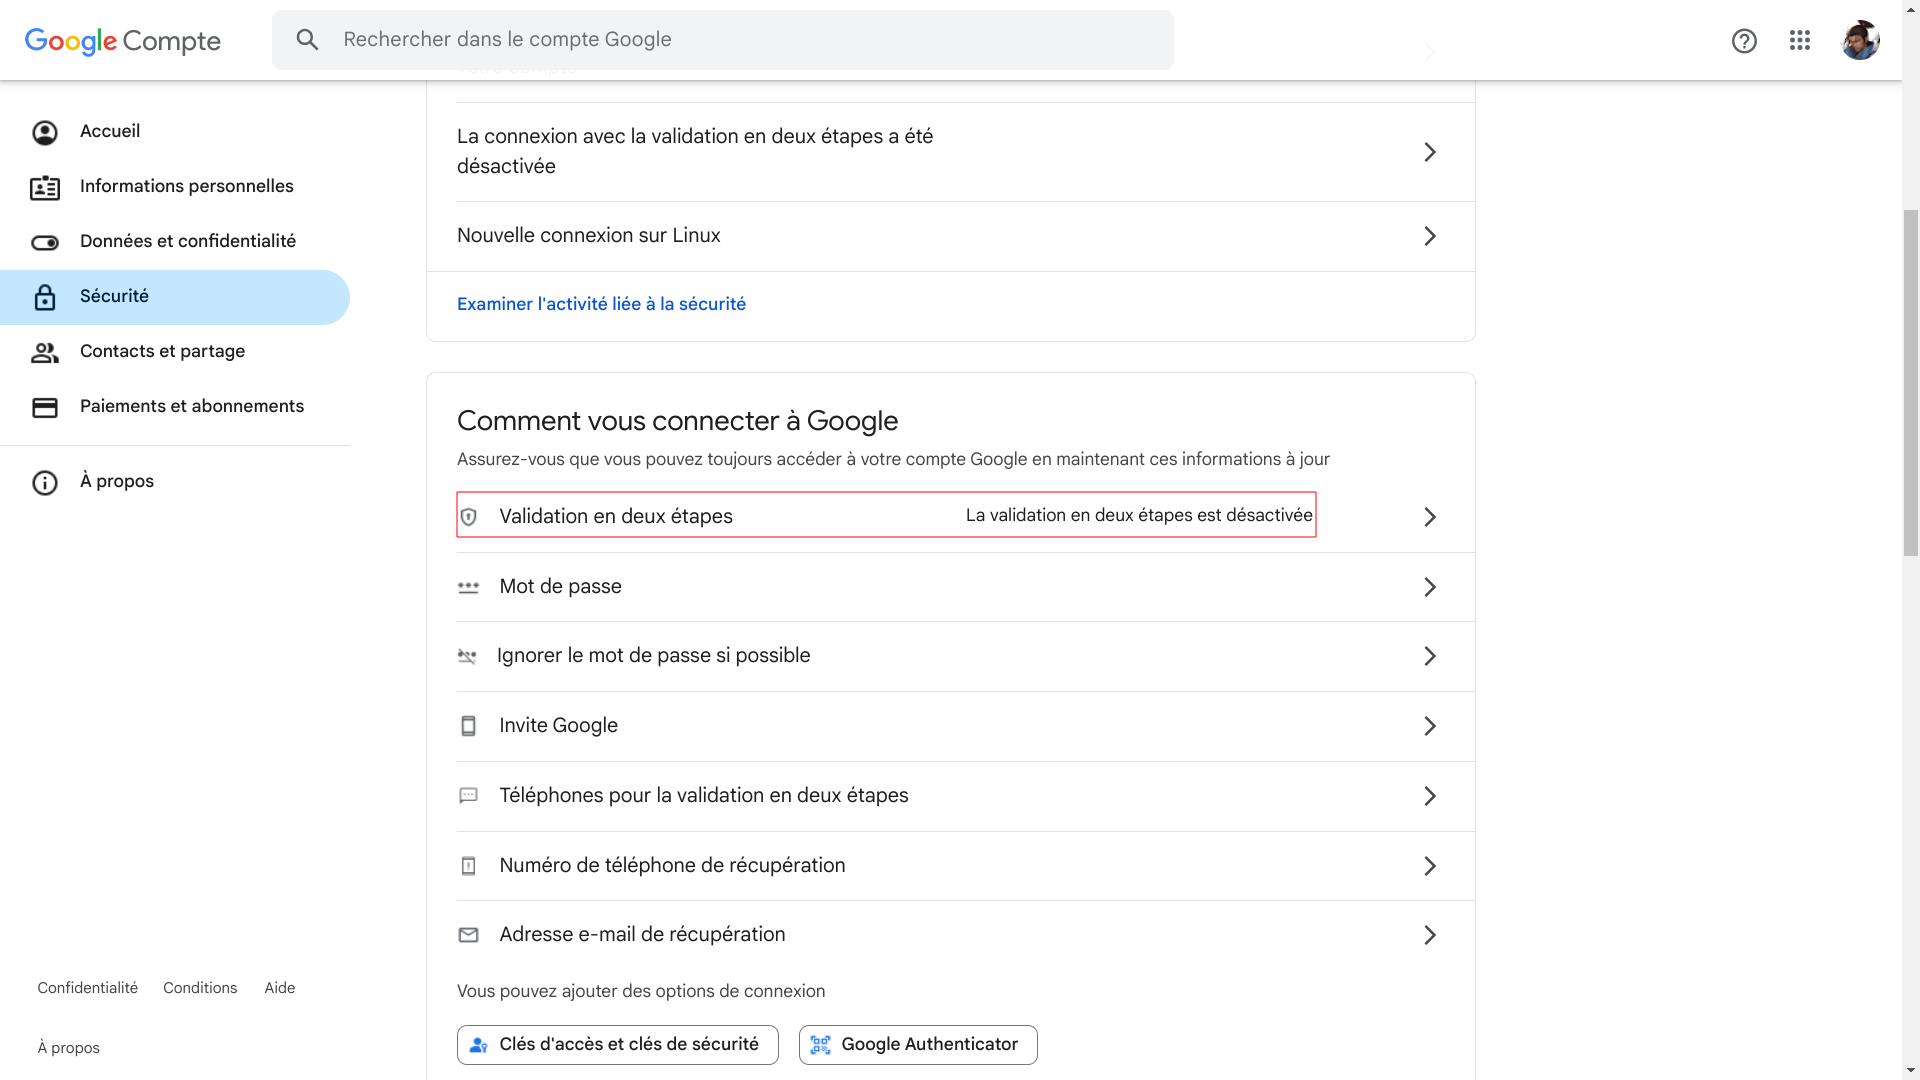 Google Compte
Rechercher dans le compte Google
Accueil
Informations personnelles
Données et confidentialité
Sécurité
Contacts et partage
Paiements et abonnements
À propos
Confidentialité Conditions Aide
À propos
La connexion avec la validation en deux étapes a été
désactivée
Nouvelle connexion sur Linux
Examiner l'activité liée à la sécurité
Comment vous connecter à Google
Assurez-vous que vous pouvez toujours accéder à votre compte Google en maintenant ces informations à jour
Validation en deux étapes La validation en deux étapes est désactivée
Mot de passe
Ignorer le mot de passe si possible
Invite Google
Téléphones pour la validation en deux étapes
Numéro de téléphone de récupération
Adresse e-mail de récupération
Vous pouvez ajouter des options de connexion
Clés d'accès et clés de sécurité Google Authenticator